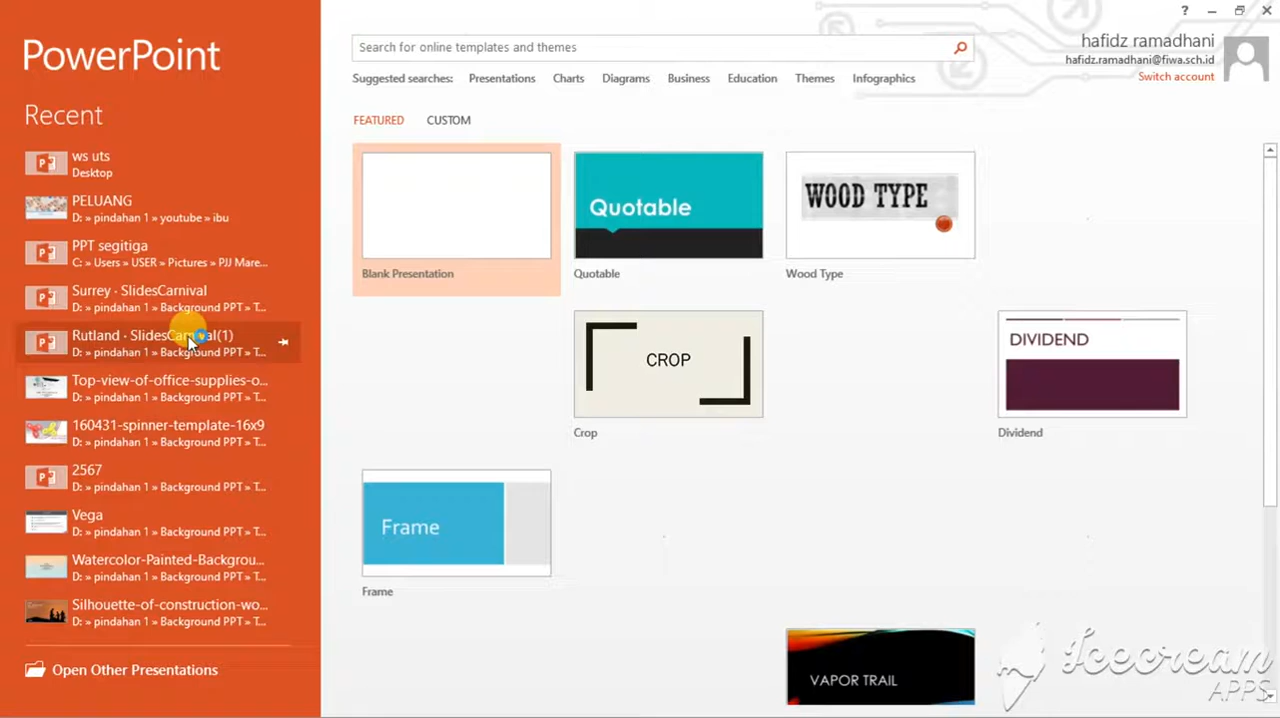 PowerPoint
Recent
ws uts
Desktop
PELUANG
D: » pindahan 1 » youtube » ibu
PPT segitiga
C: » Users » USER » Pictures » PJJ Mare...
Surrey · SlidesCarnival
D: » pindahan 1 » Background PPT » T...
Rutland · SlidesCarnival(1)
D: » pindahan 1 » Background PPT » T...
Top-view-of-office-supplies-o...
D: » pindahan 1 » Background PPT » T...
160431-spinner-template-16x9
D: » pindahan 1 » Background PPT » T...
2567
D: » pindahan 1 » Background PPT » T...
Vega
D: » pindahan 1 » Background PPT » T...
Watercolor-Painted-Backgrou...
D: » pindahan 1 » Background PPT » T...
Silhouette-of-construction-wo...
D: » pindahan 1 » Background PPT » T...
Open Other Presentations
Search for online templates and themes
Suggested searches: Presentations Charts Diagrams Business Education Themes Infographics
hafidz ramadhani
hafidz.ramadhani@fiwa.sch.id
Switch account
FEATURED CUSTOM
Blank Presentation
Quotable
Quotable
WOOD TYPE
Wood Type
CROP
Crop
DIVIDEND
Dividend
Frame
Frame
VAPOR TRAIL
Icecream
APPS